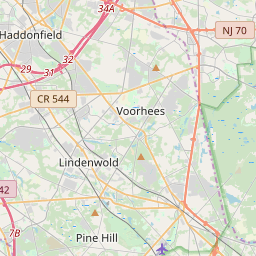 34A
NJ 70
Haddonfield
32
29
31
CR 544
Voorhees
Lindenwold
42
7B
Pine Hill